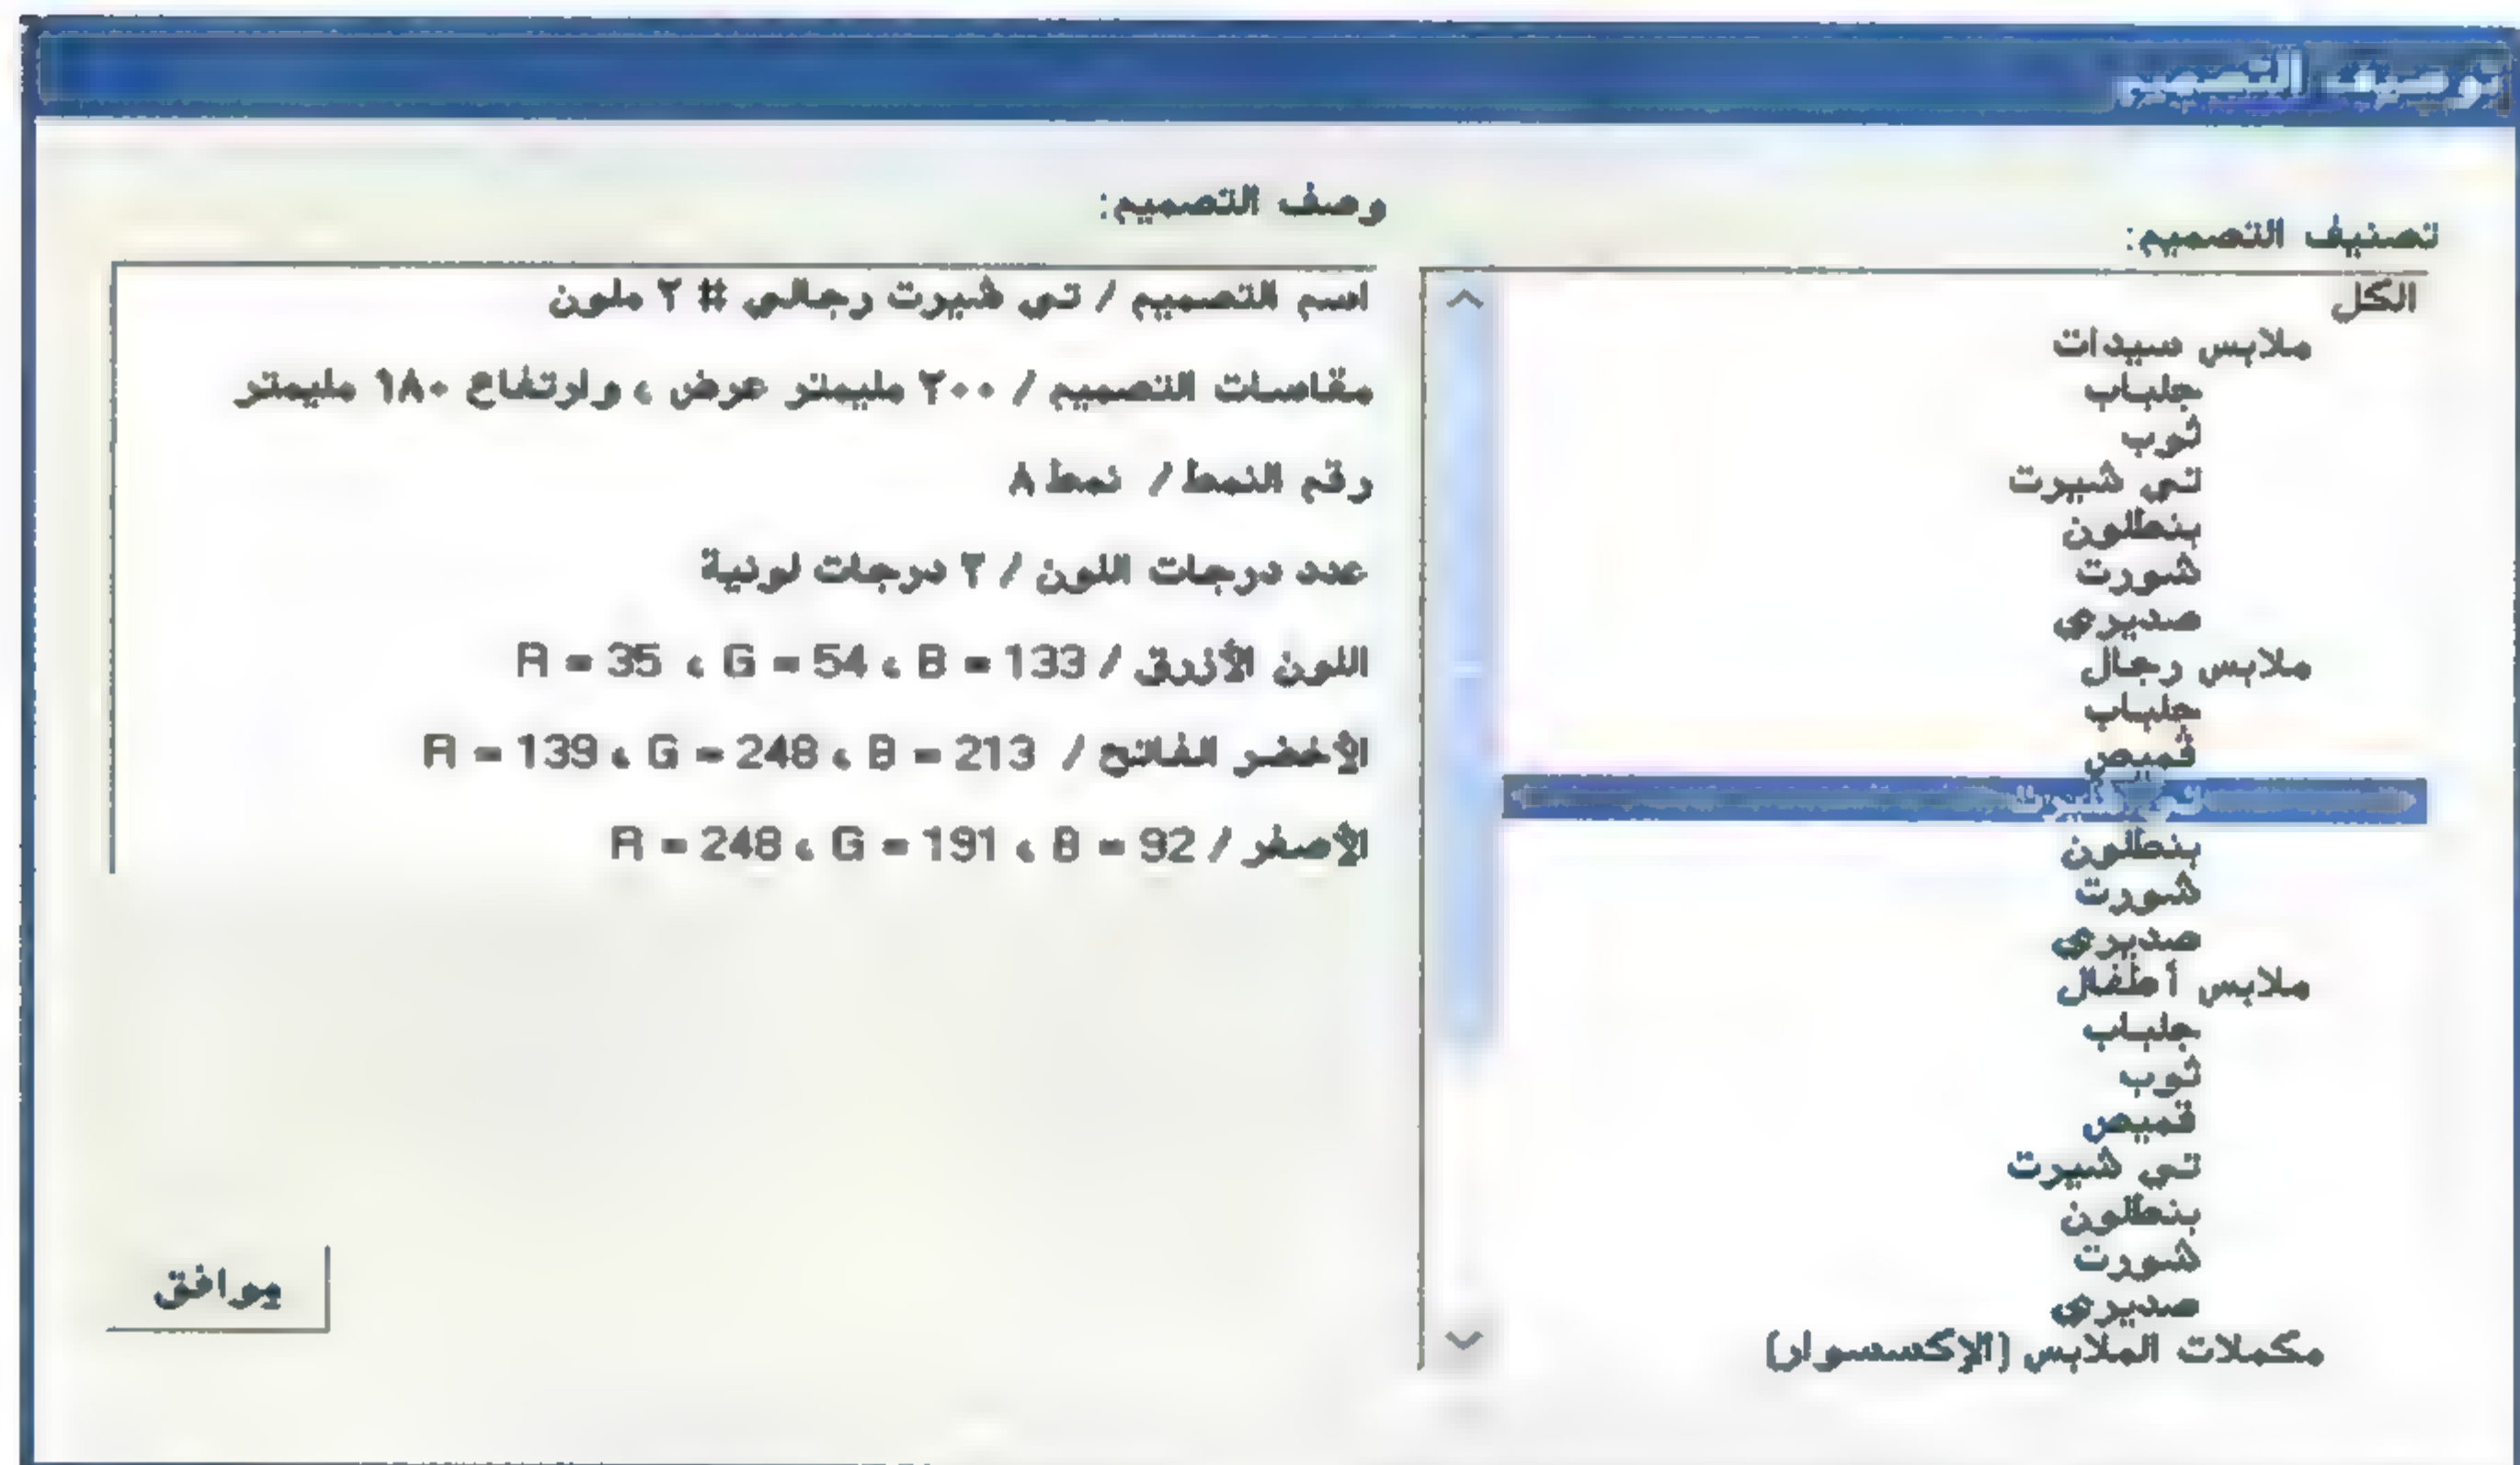 توصيف التصميم
تصنيف التصميم:
الكل
ملابس سيدات
جلباب
ثوب
تي شيرت
بنطلون
شورت
صديري
ملابس رجال
جلباب
قميص
تي شيرت
بنطلون
شورت
صديري
ملابس أطفال
جلباب
ثوب
قميص
تي شيرت
بنطلون
شورت
صديري
مكملات الملابس (الإكسسوار)
وصف التصميم:
اسم التصميم / تي شيرت رجالي # ٢ ملون
مقاسات التصميم / ٢٠٠ مليمتر عرض ، وارتفاع ١٨٠ مليمتر
رقم النمط / نمط A
عدد درجات اللون / ٣ درجات لونية
اللون الأزرق / R = 35 ، G = 54 ، B = 133
الأخضر الفاتح / R = 139 ، G = 248 ، B = 213
الأصفر / R = 248 ، G = 191 ، B = 92
موافق